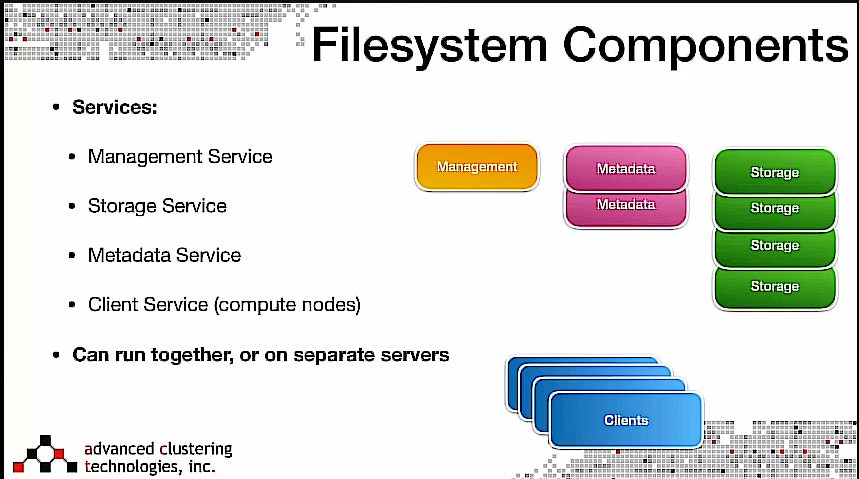 Filesystem Components
• Services:
• Management Service
• Storage Service
• Metadata Service
• Client Service (compute nodes)
• Can run together, or on separate servers
Management
Metadata
Metadata
Storage
Storage
Storage
Storage
Clients
advanced clustering
technologies, inc.